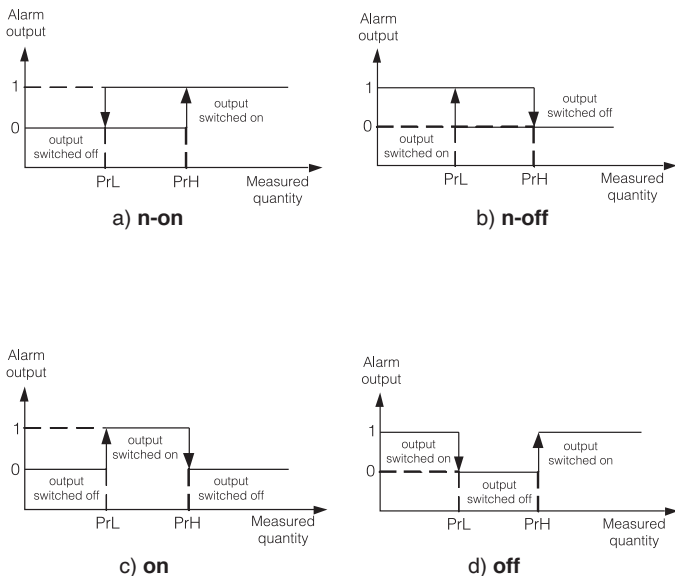 Alarm
output
1
0
output
switched off
output
switched on
PrL
PrH
Measured
quantity
a) n-on
Alarm
output
1
0
output
switched on
output
switched off
PrL
PrH
Measured
quantity
b) n-off
Alarm
output
1
0
output
switched off
output
switched on
output
switched off
PrL
PrH
Measured
quantity
c) on
Alarm
output
1
0
output
switched on
output
switched off
output
switched on
PrL
PrH
Measured
quantity
d) off